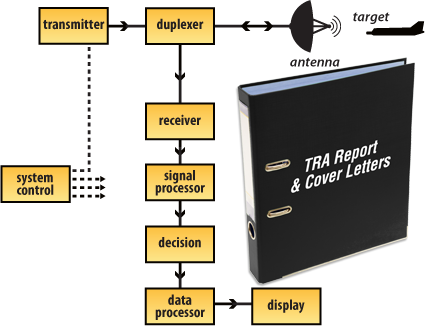 transmitter
duplexer
target
antenna
receiver
TRA Report
& Cover Letters
system
control
signal
processor
decision
data
processor
display